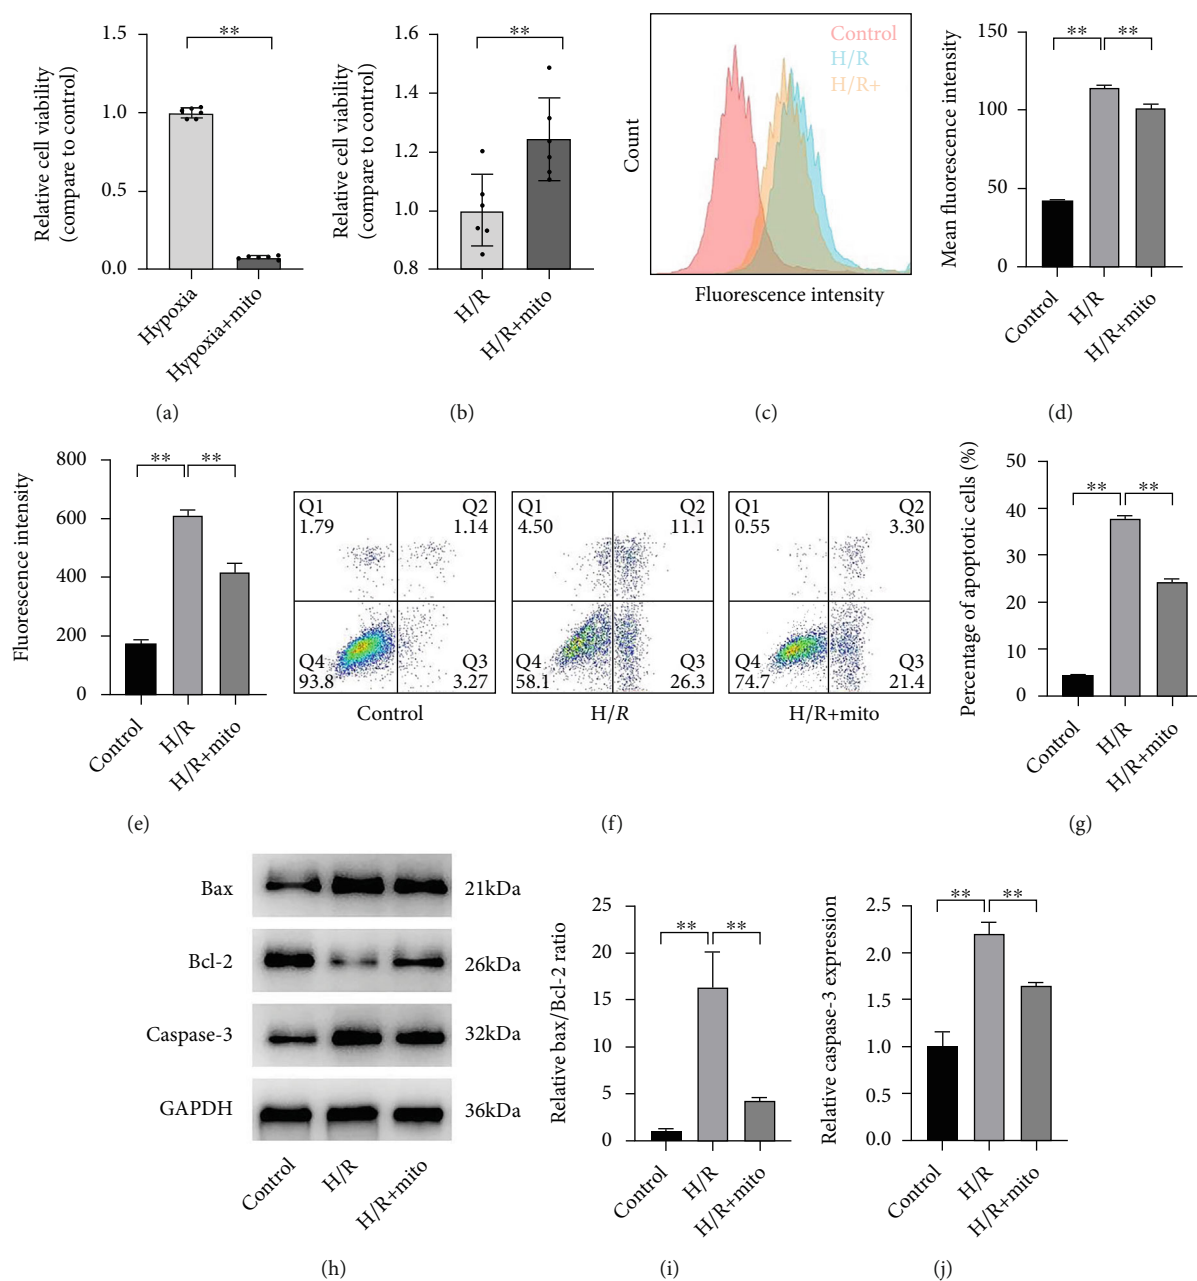 Relative cell viability
(compare to control)
1.5
1.0
0.5
0.0
**
Hypoxia
Hypoxia+mito
(a)
Relative cell viability
(compare to control)
1.6
1.4
1.2
1.0
0.8
**
H/R
H/R+mito
(b)
Count
Control
H/R
H/R+
Fluorescence intensity
(c)
Mean fluorescence intensity
150
100
50
0
** **
Control
H/R
H/R+mito
(d)
Fluorescence intensity
800
600
400
200
0
** **
Control
H/R
H/R+mito
(e)
Q1
1.79
Q2
1.14
Q4
93.8
Q3
3.27
Control
Q1
4.50
Q2
11.1
Q4
58.1
Q3
26.3
H/R
Q1
0.55
Q2
3.30
Q4
74.7
Q3
21.4
H/R+mito
(f)
Percentage of apoptotic cells (%)
50
40
30
20
10
0
** **
Control
H/R
H/R+mito
(g)
Bax 21kDa
Bcl-2 26kDa
Caspase-3 32kDa
GAPDH 36kDa
Control
H/R
H/R+mito
(h)
Relative bax/Bcl-2 ratio
25
20
15
10
5
0
** **
Control
H/R
H/R+mito
(i)
Relative caspase-3 expression
2.5
2.0
1.5
1.0
0.5
0.0
** **
Control
H/R
H/R+mito
(j)